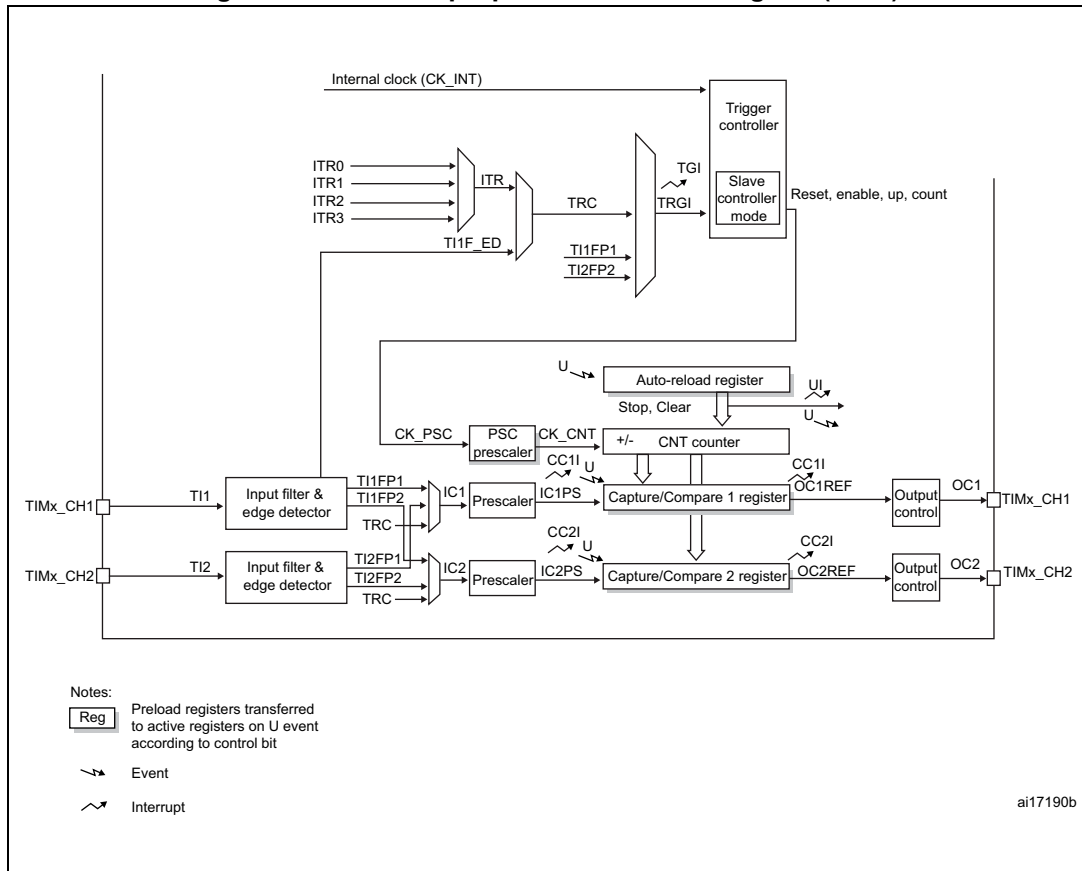 Internal clock (CK_INT)
Trigger
controller
ITR0
ITR1
ITR2
ITR3
ITR
TRC
TGI
TRGI
Slave
controller
mode
Reset, enable, up, count
TI1F_ED
TI1FP1
TI2FP2
U
Auto-reload register
UI
Stop, Clear
U
CK_PSC
PSC
prescaler
CK_CNT
+/-
CNT counter
TIMx_CH1
TI1
Input filter &
edge detector
TI1FP1
TI1FP2
TRC
IC1
Prescaler
IC1PS
CC1I
U
Capture/Compare 1 register
CC1I
OC1REF
Output
control
OC1
TIMx_CH1
TIMx_CH2
TI2
Input filter &
edge detector
TI2FP1
TI2FP2
TRC
IC2
Prescaler
IC2PS
CC2I
U
Capture/Compare 2 register
CC2I
OC2REF
Output
control
OC2
TIMx_CH2
Notes:
Reg
Preload registers transferred
to active registers on U event
according to control bit
Event
Interrupt
ai17190b